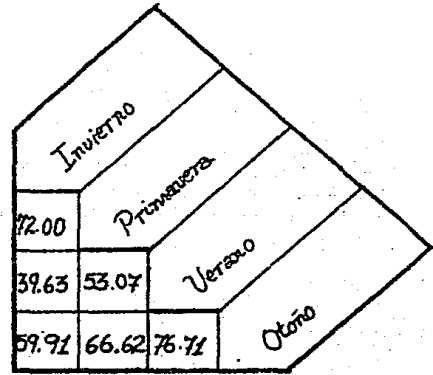 Invierno
Primavera
72.00
Verano
39.63 53.07
Otoño
59.91 66.62 76.71